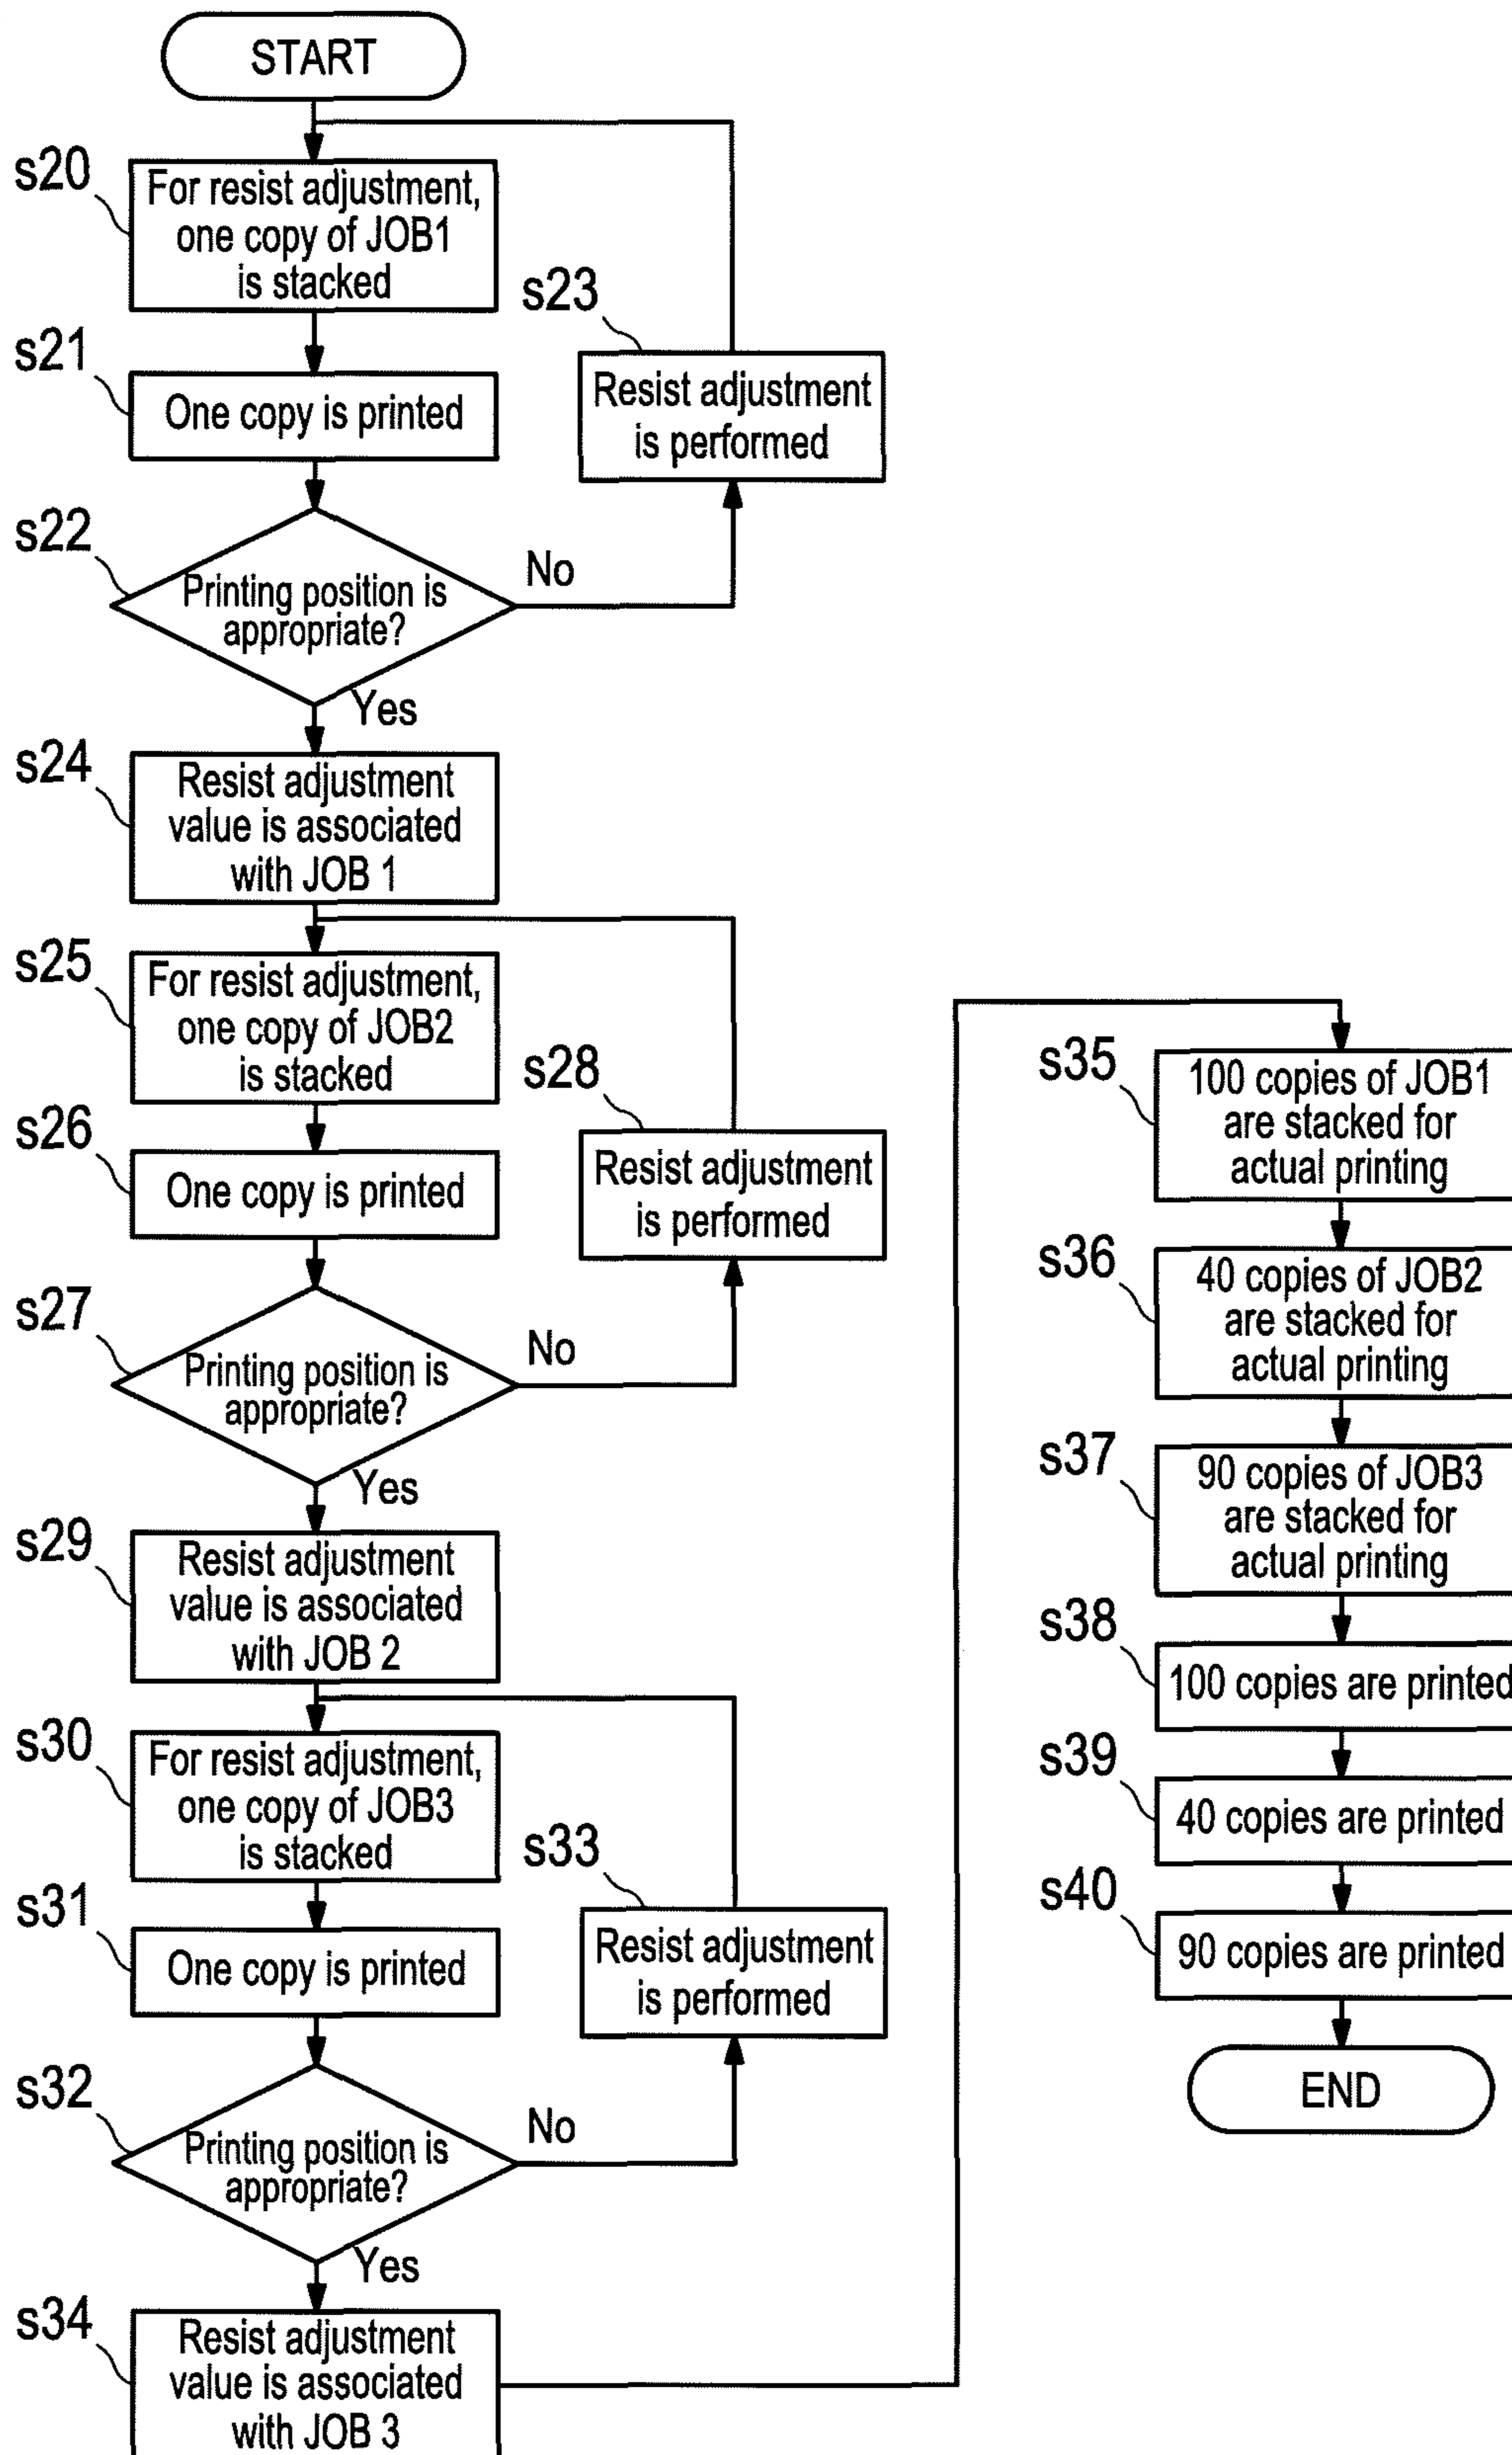 START
s20
For resist adjustment,
one copy of JOB1
is stacked
s21
One copy is printed
s22
Printing position is
appropriate?
No
s23
Resist adjustment
is performed
Yes
s24
Resist adjustment
value is associated
with JOB 1
s25
For resist adjustment,
one copy of JOB2
is stacked
s26
One copy is printed
s27
Printing position is
appropriate?
No
s28
Resist adjustment
is performed
Yes
s29
Resist adjustment
value is associated
with JOB 2
s30
For resist adjustment,
one copy of JOB3
is stacked
s31
One copy is printed
s32
Printing position is
appropriate?
No
s33
Resist adjustment
is performed
Yes
s34
Resist adjustment
value is associated
with JOB 3
s35
100 copies of JOB1
are stacked for
actual printing
s36
40 copies of JOB2
are stacked for
actual printing
s37
90 copies of JOB3
are stacked for
actual printing
s38
100 copies are printed
s39
40 copies are printed
s40
90 copies are printed
END